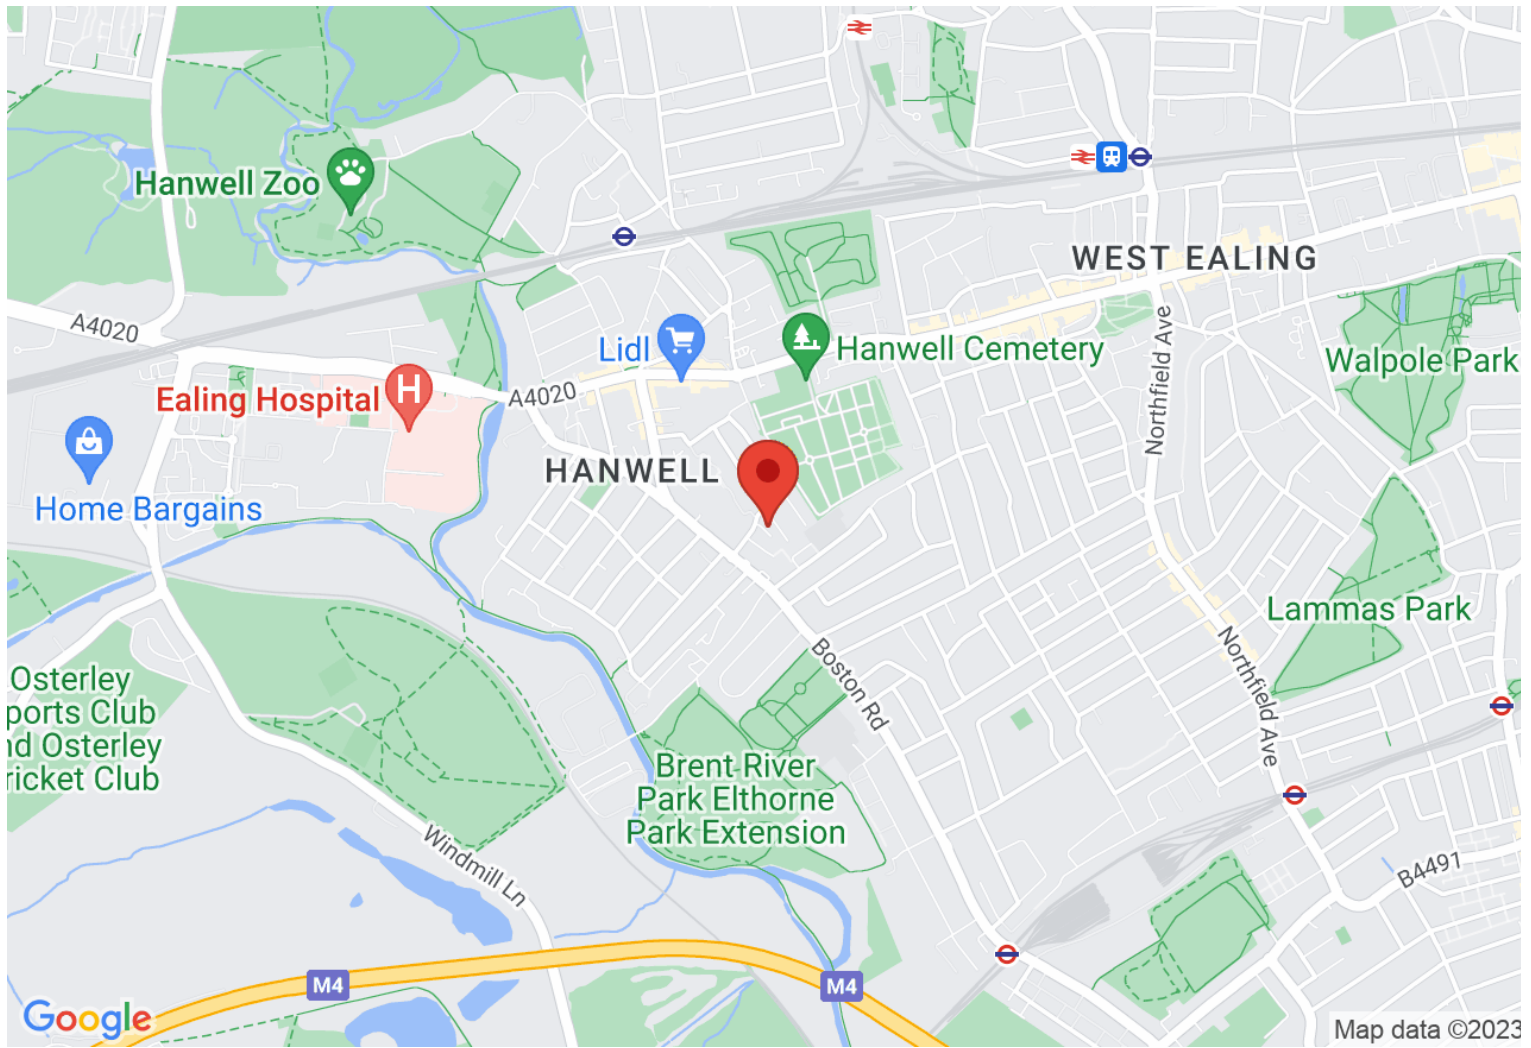 Hanwell Zoo
WEST EALING
A4020
Lidl
Hanwell Cemetery
Walpole Park
Ealing Hospital
H
A4020
Northfield Ave
HANWELL
Home Bargains
Lammas Park
Osterley
ports Club
nd Osterley
ricket Club
Boston Rd
Northfield Ave
Brent River
Park Elthorne
Park Extension
Windmill Ln
B4491
M4
M4
Google
Map data ©2023